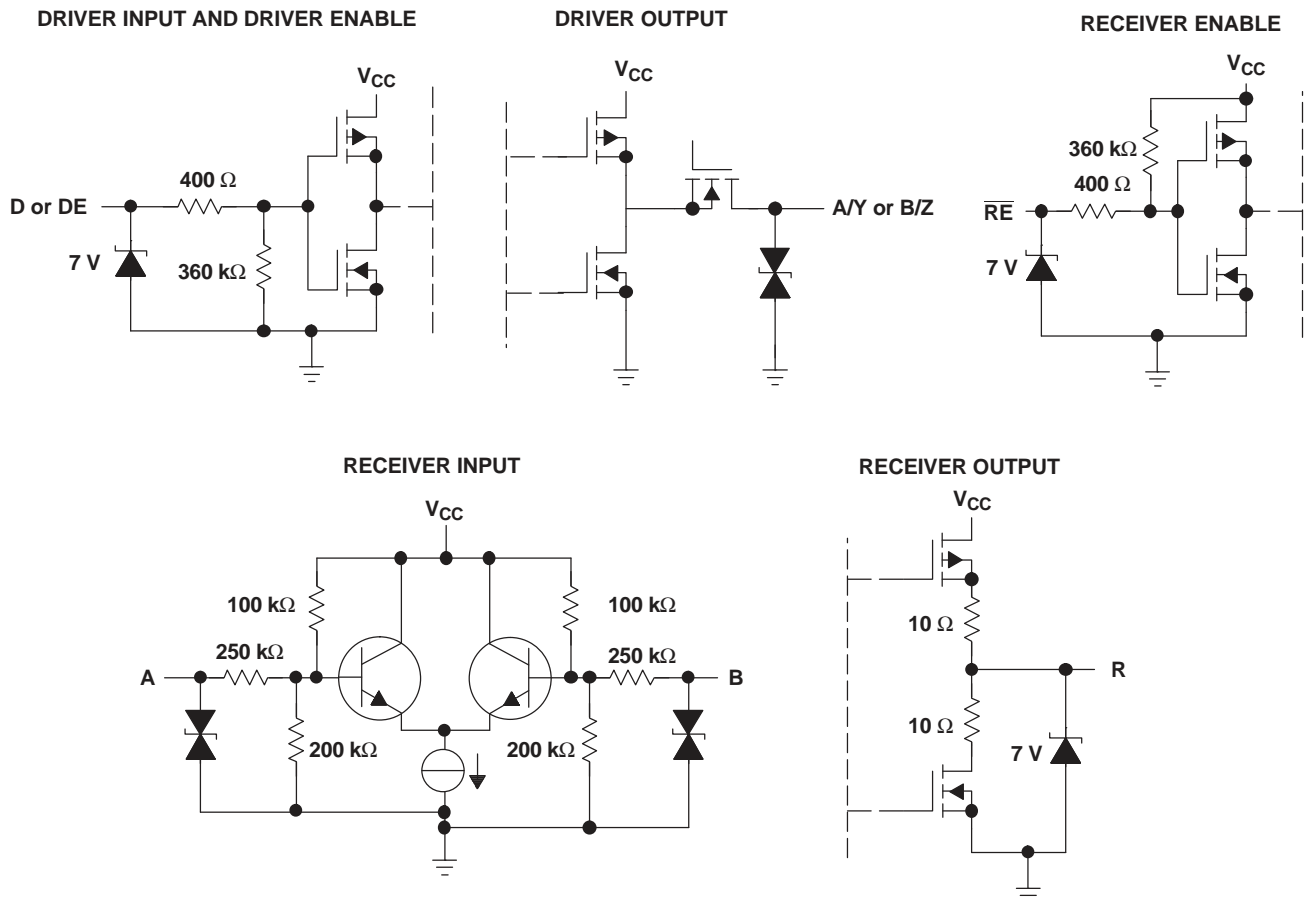 DRIVER INPUT AND DRIVER ENABLE
VCC
400 Ω
D or DE
7 V
360 kΩ
DRIVER OUTPUT
VCC
A/Y or B/Z
RECEIVER ENABLE
VCC
360 kΩ
400 Ω
RE
7 V
RECEIVER INPUT
VCC
100 kΩ
100 kΩ
250 kΩ
250 kΩ
A
B
200 kΩ
200 kΩ
RECEIVER OUTPUT
VCC
10 Ω
R
10 Ω
7 V